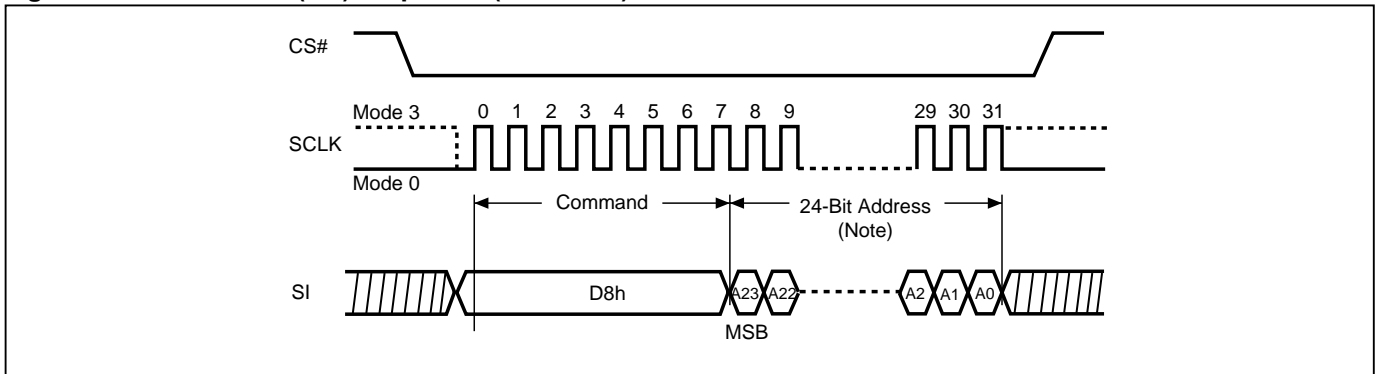 CS#
Mode 3
0 1 2 3 4 5 6 7 8 9 29 30 31
SCLK
Mode 0
Command
24-Bit Address
(Note)
SI
D8h
A23 A22
A2 A1 A0
MSB